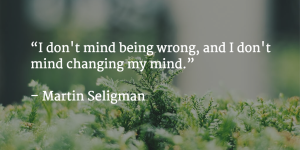 “I don't mind being wrong, and I don't
mind changing my mind.”
– Martin Seligman